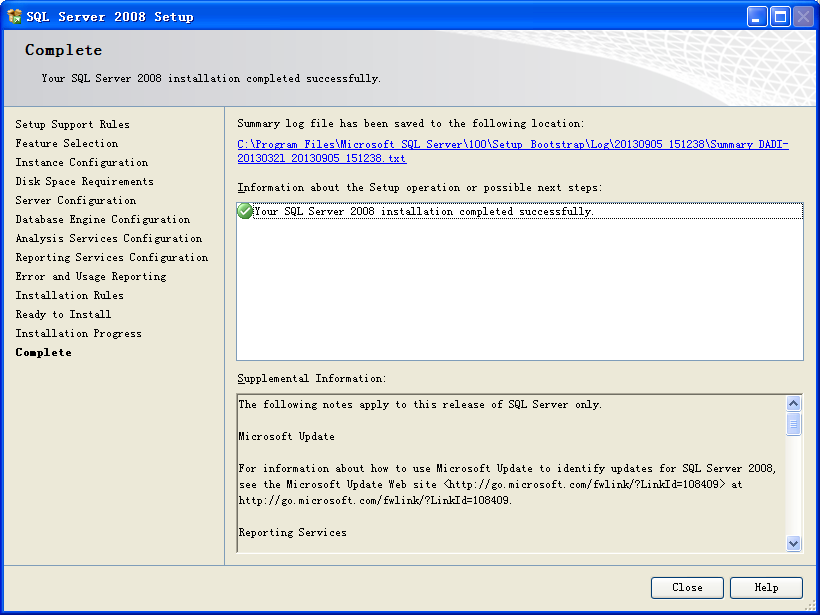 SQL Server 2008 Setup
Complete
Your SQL Server 2008 installation completed successfully.
Setup Support Rules
Feature Selection
Instance Configuration
Disk Space Requirements
Server Configuration
Database Engine Configuration
Analysis Services Configuration
Reporting Services Configuration
Error and Usage Reporting
Installation Rules
Ready to Install
Installation Progress
Complete
Summary log file has been saved to the following location:
C:\Program Files\Microsoft SQL Server\100\Setup Bootstrap\Log\20130905_151238\Summary_DADI-
20130321_20130905_151238.txt
Information about the Setup operation or possible next steps:
Your SQL Server 2008 installation completed successfully.
Supplemental Information:
The following notes apply to this release of SQL Server only.
Microsoft Update
For information about how to use Microsoft Update to identify updates for SQL Server 2008,
see the Microsoft Update Web site <http://go.microsoft.com/fwlink/?LinkId=108409> at
http://go.microsoft.com/fwlink/?LinkId=108409.
Reporting Services
Close
Help